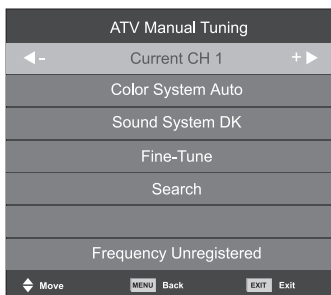 ATV Manual Tuning
- Current CH 1 +
Color System Auto
Sound System DK
Fine-Tune
Search
Frequency Unregistered
Move MENU Back EXIT Exit